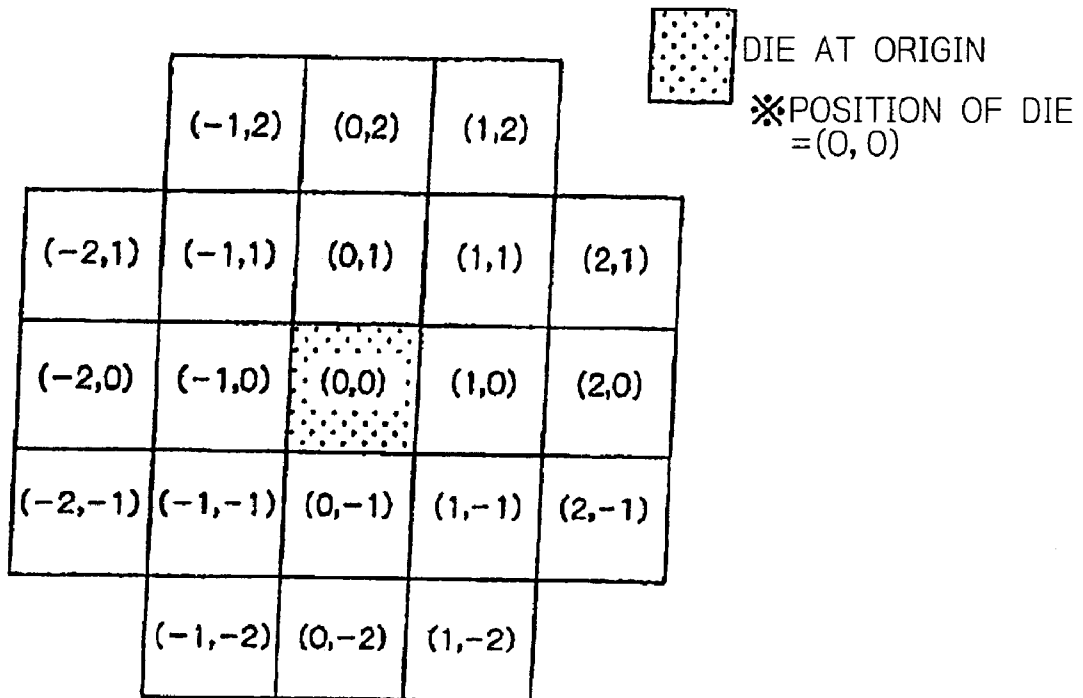 DIE AT ORIGIN
※POSITION OF DIE
=(0,0)
(-1,2) (0,2) (1,2)
(-2,1) (-1,1) (0,1) (1,1) (2,1)
(-2,0) (-1,0) (0,0) (1,0) (2,0)
(-2,-1) (-1,-1) (0,-1) (1,-1) (2,-1)
(-1,-2) (0,-2) (1,-2)